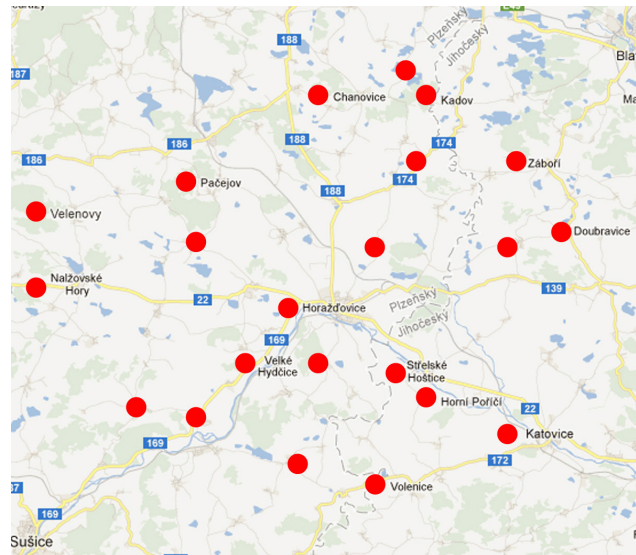 E49
188
Plzeňský
Jihočeský
187
Chanovice
Kadov
174
188
186
186
174
Záboří
Pačejov
188
Velenovy
Doubravice
Nalžovské
Hory
22
139
Plzeňský
Jihočeský
Horažďovice
169
Velké
Hydčice
Střelské
Hoštice
Horní Poříčí
22
Katovice
169
172
Volenice
Sušice